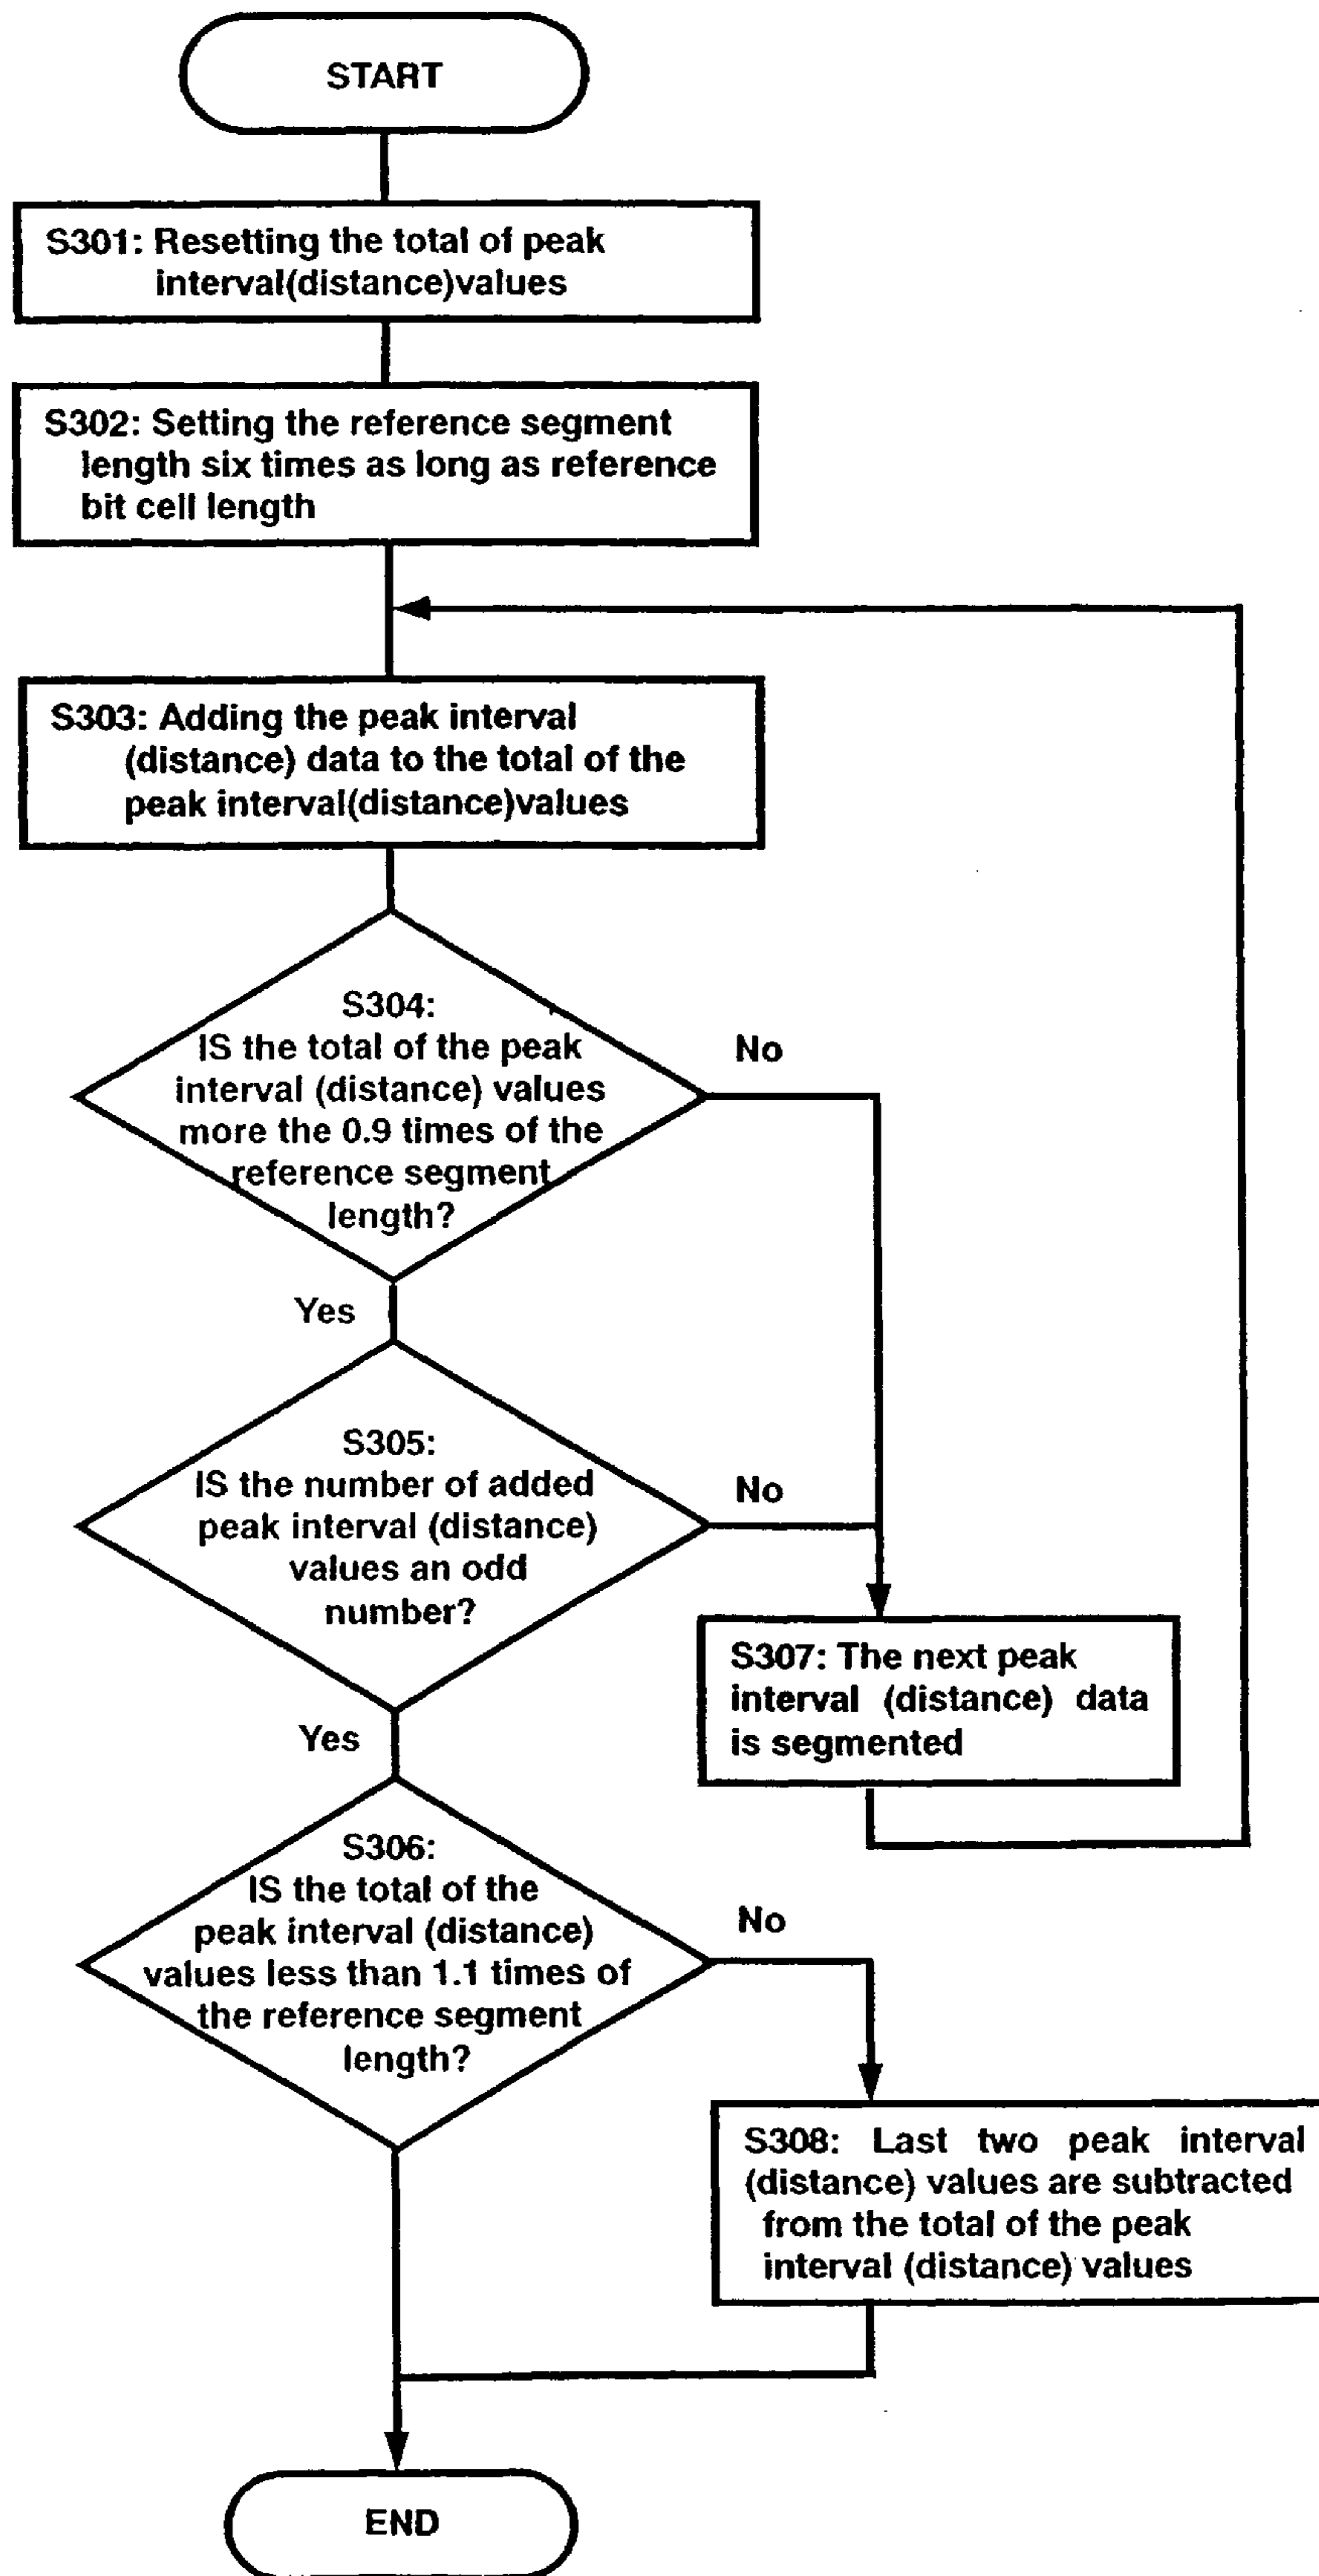 START
S301: Resetting the total of peak
interval(distance)values
S302: Setting the reference segment
length six times as long as reference
bit cell length
S303: Adding the peak interval
(distance) data to the total of the
peak interval(distance)values
S304:
IS the total of the peak
interval (distance) values
more the 0.9 times of the
reference segment
length?
No
Yes
S305:
IS the number of added
peak interval (distance)
values an odd
number?
No
S307: The next peak
interval (distance) data
is segmented
Yes
S306:
IS the total of the
peak interval (distance)
values less than 1.1 times of
the reference segment
length?
No
S308: Last two peak interval
(distance) values are subtracted
from the total of the peak
interval (distance) values
END